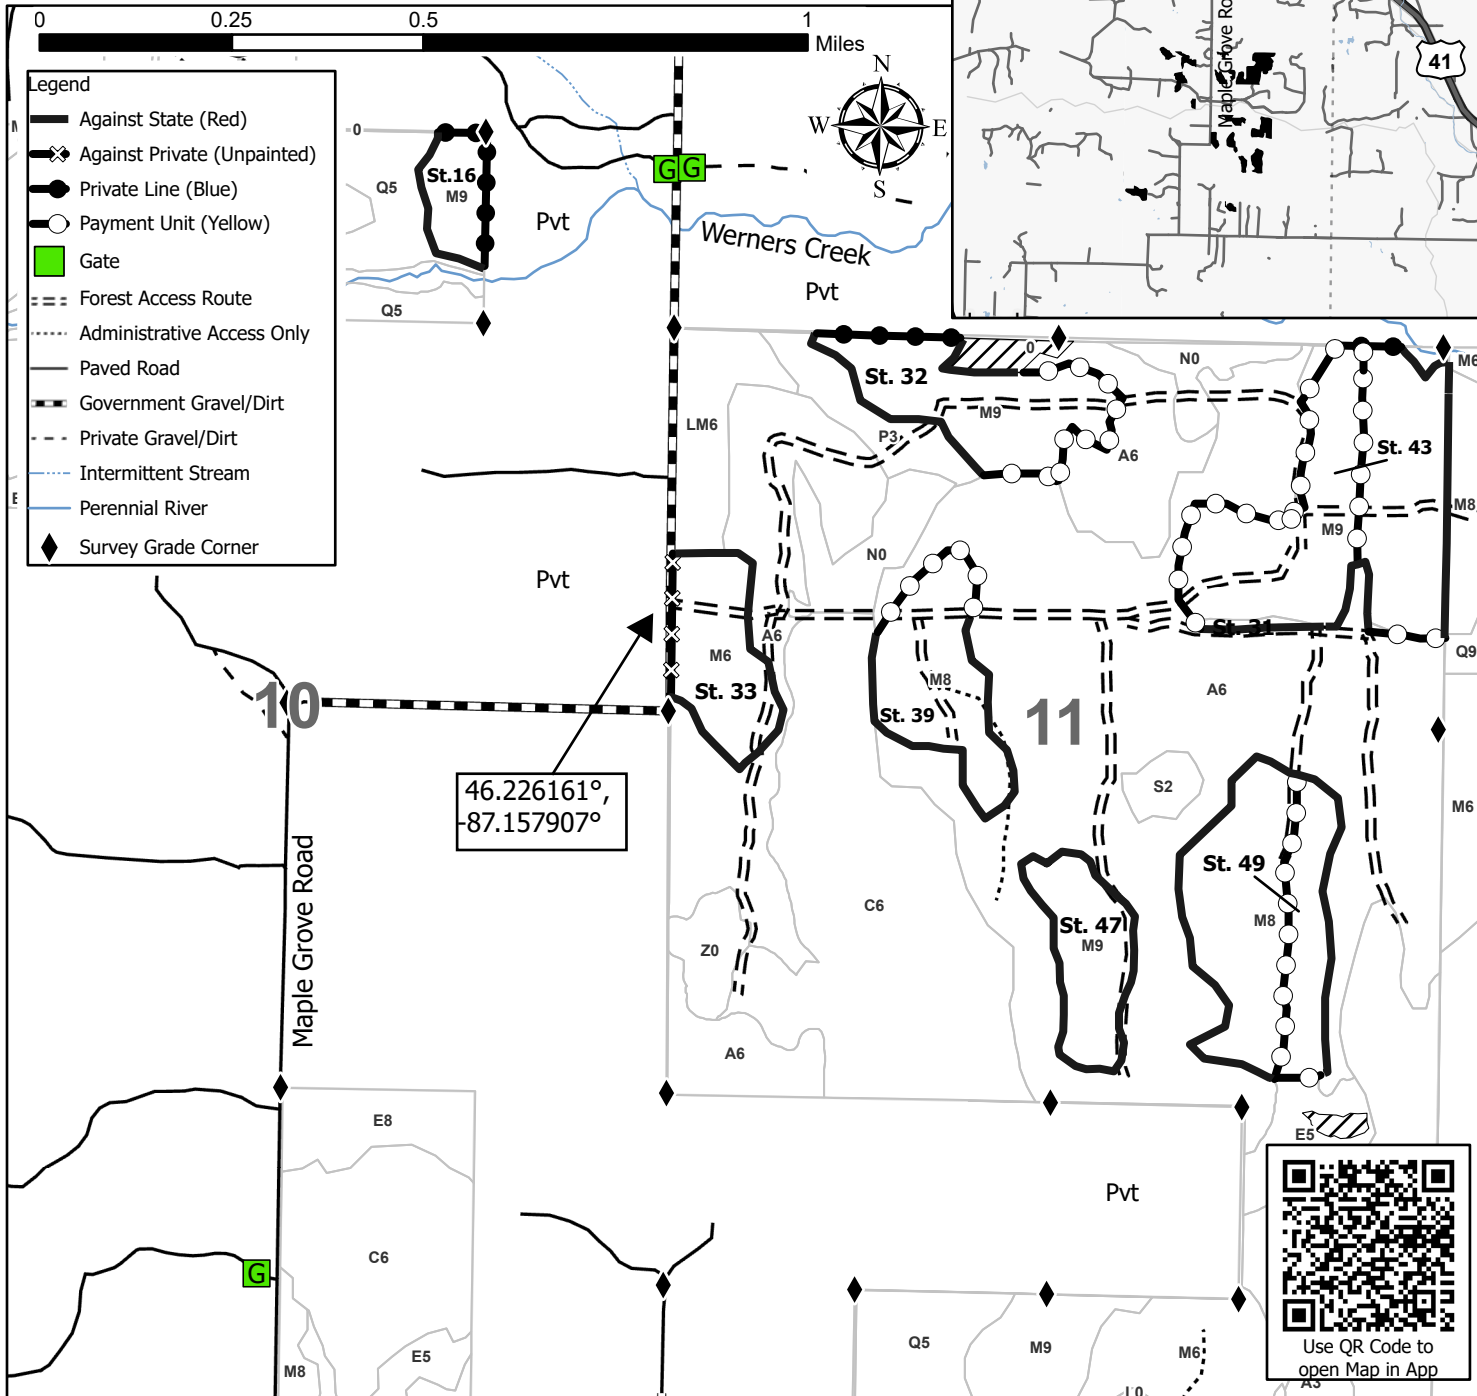 0 0.25 0.5 1
Miles
Legend
Against State (Red)
Against Private (Unpainted)
Private Line (Blue)
Payment Unit (Yellow)
Gate
Forest Access Route
Administrative Access Only
Paved Road
Government Gravel/Dirt
Private Gravel/Dirt
Intermittent Stream
Perennial River
Survey Grade Corner
N
W E
S
Maple Grove Ro
41
0
Q5
St.16
M9
Q5
Pvt
G G
Werners Creek
Pvt
0
N0
M6
St. 32
M9
LM6
P3
A6
St. 43
M8
M9
N0
Pvt
A6
M6
St. 33
M8
St. 39
St. 31
A6
Q9
10
11
46.226161°,
-87.157907°
S2
M6
Maple Grove Road
St. 49
M8
C6
St. 47
M9
Z0
A6
E8
E5
Pvt
C6
G
E5
M8
Q5
M9
M6
A3
Use QR Code to
open Map in App